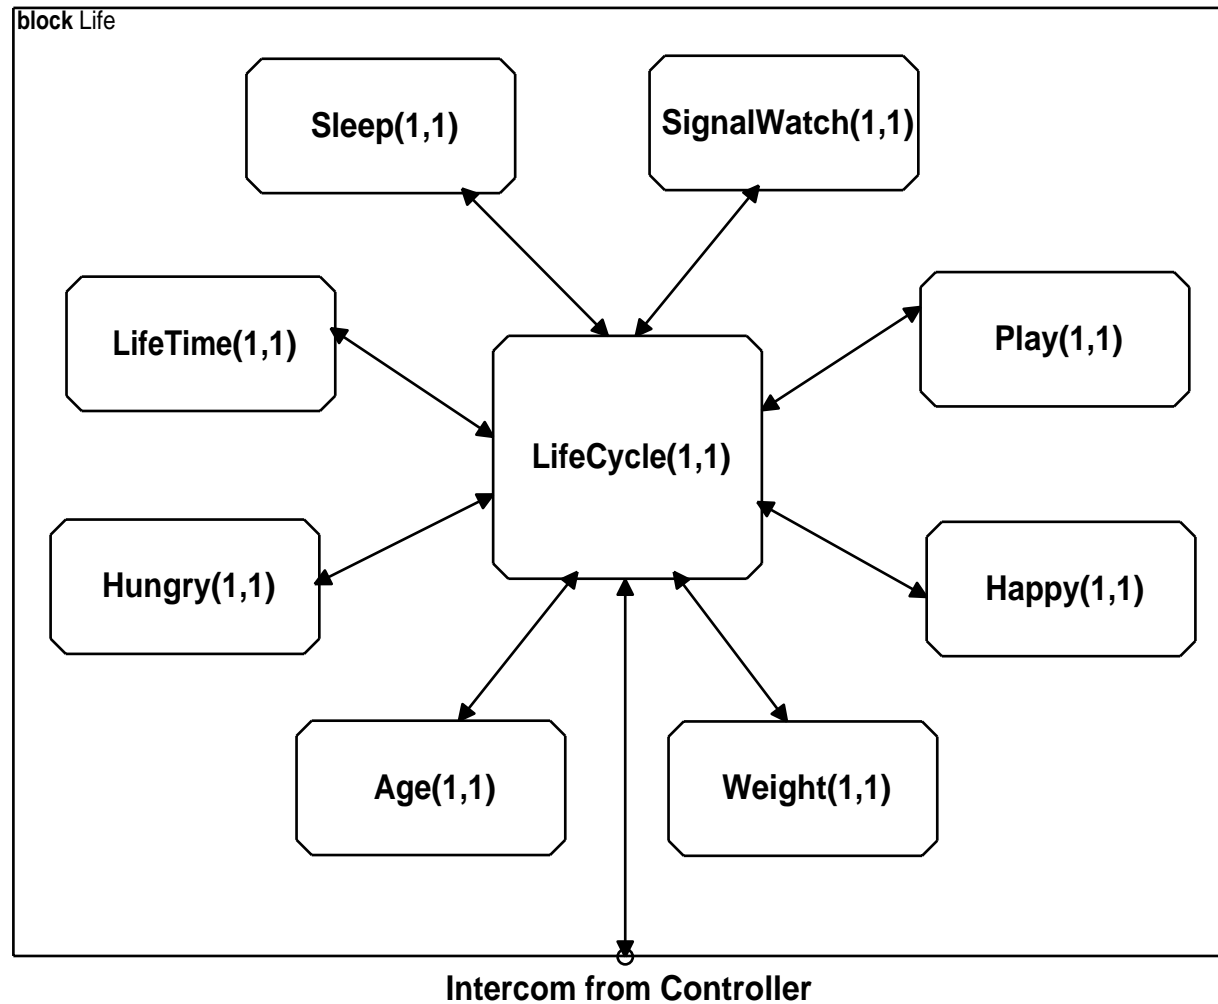 block Life
Sleep(1,1)
SignalWatch(1,1)
LifeTime(1,1)
Play(1,1)
LifeCycle(1,1)
Hungry(1,1)
Happy(1,1)
Age(1,1)
Weight(1,1)
Intercom from Controller